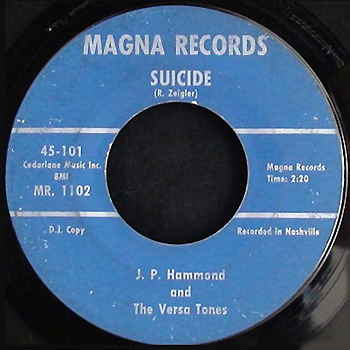 MAGNA RECORDS
SUICIDE
(R. Zeigler)
45-101
Cedarlane Music Inc.
BMI
MR. 1102
Magna Records
Time: 2:20
D.J. Copy
Recorded In Nashville
J. P. Hammond
and
The Versa Tones